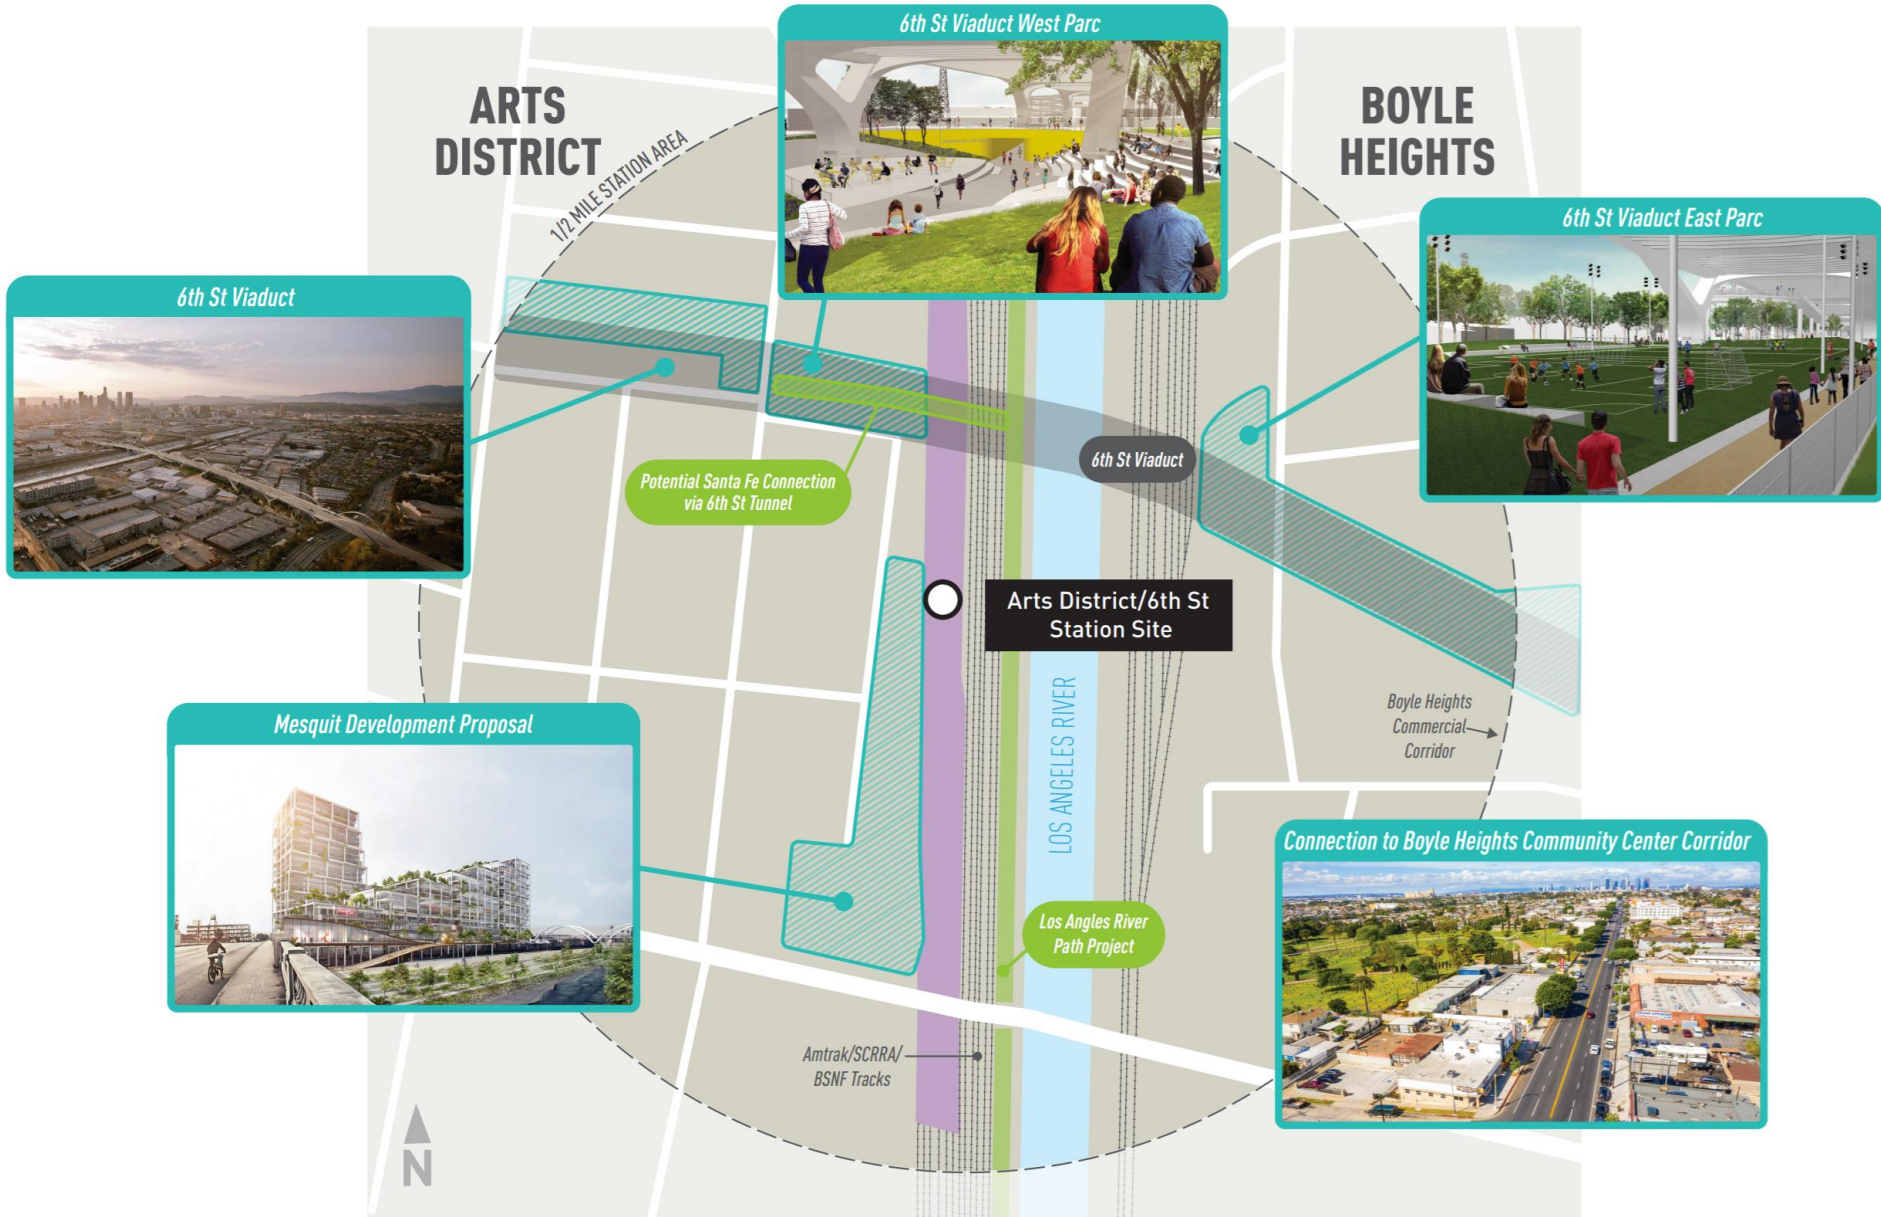 6th St Viaduct West Parc
ARTS
DISTRICT
BOYLE
HEIGHTS
1/2 MILE STATION AREA
6th St Viaduct East Parc
6th St Viaduct
6th St Viaduct
Potential Santa Fe Connection
via 6th St Tunnel
Arts District/6th St
Station Site
LOS ANGELES RIVER
Boyle Heights
Commercial
Corridor
Mesquit Development Proposal
Connection to Boyle Heights Community Center Corridor
Los Angles River
Path Project
Amtrak/SCRRA/
BSNF Tracks
N